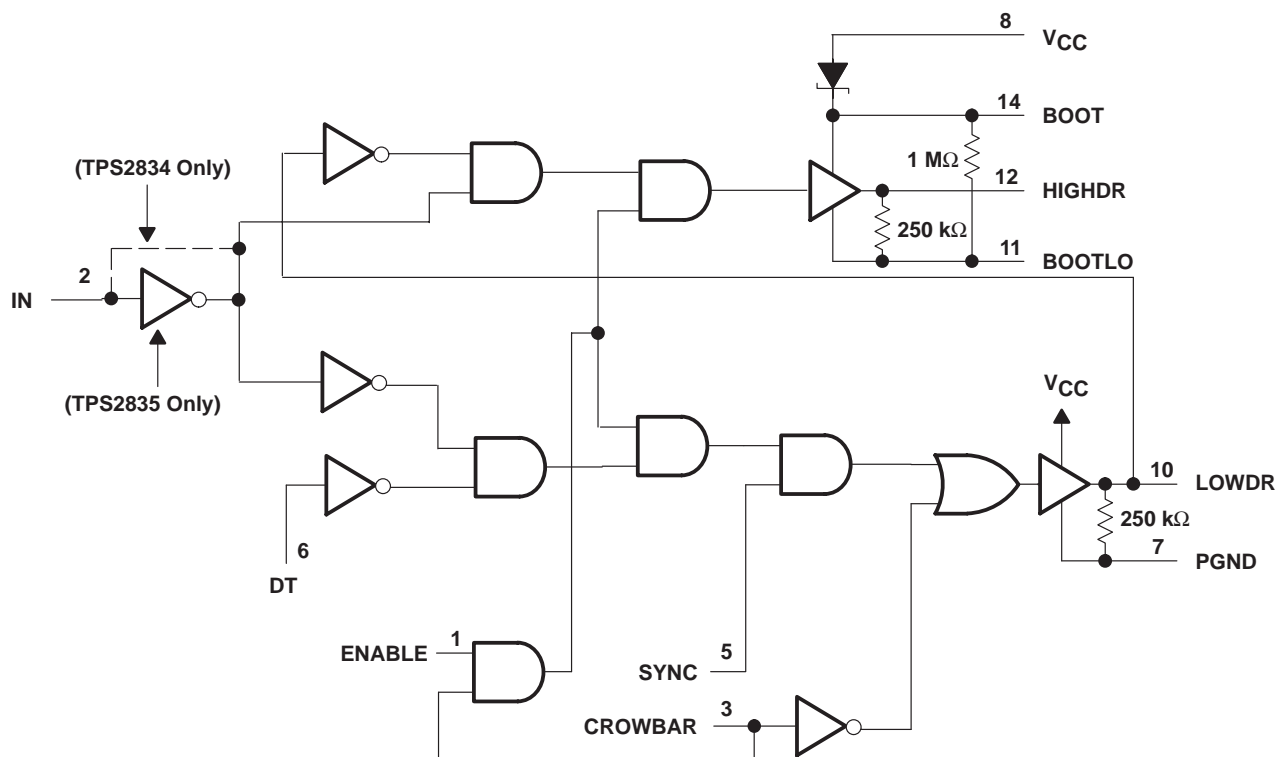 8
VCC
14
BOOT
(TPS2834 Only)
1 MΩ
12
HIGHDR
250 kΩ
2
11
BOOTLO
IN
(TPS2835 Only)
VCC
10
LOWDR
250 kΩ
6
7
PGND
DT
1
ENABLE
5
SYNC
3
CROWBAR